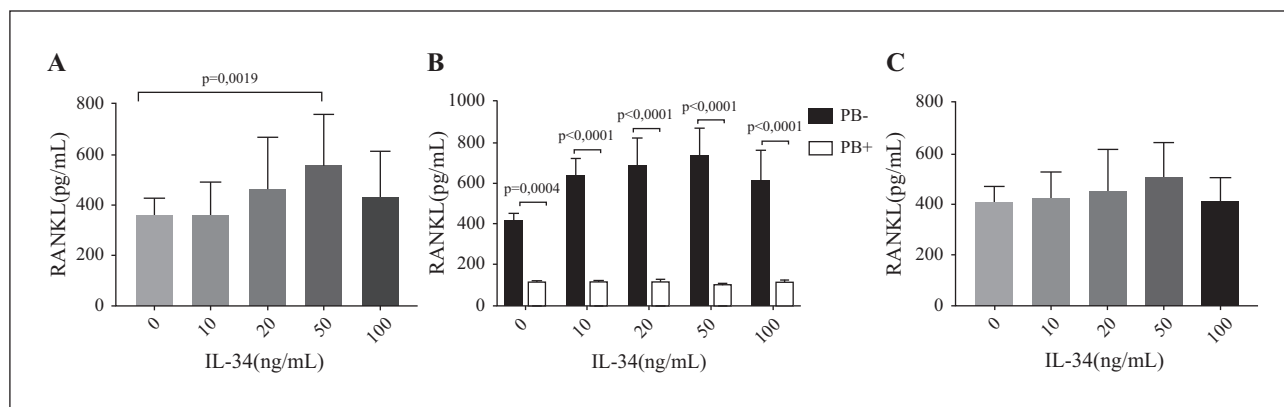 A
p=0,0019
800
600
400
200
0
RANKL(pg/mL)
0
10
20
50
100
IL-34(ng/mL)
B
1000
800
600
400
200
0
RANKL(pg/mL)
p=0,0004
p<0,0001
p<0,0001
p<0,0001
p<0,0001
PB-
PB+
0
10
20
50
100
IL-34(ng/mL)
C
800
600
400
200
0
RANKL(pg/mL)
0
10
20
50
100
IL-34(ng/mL)